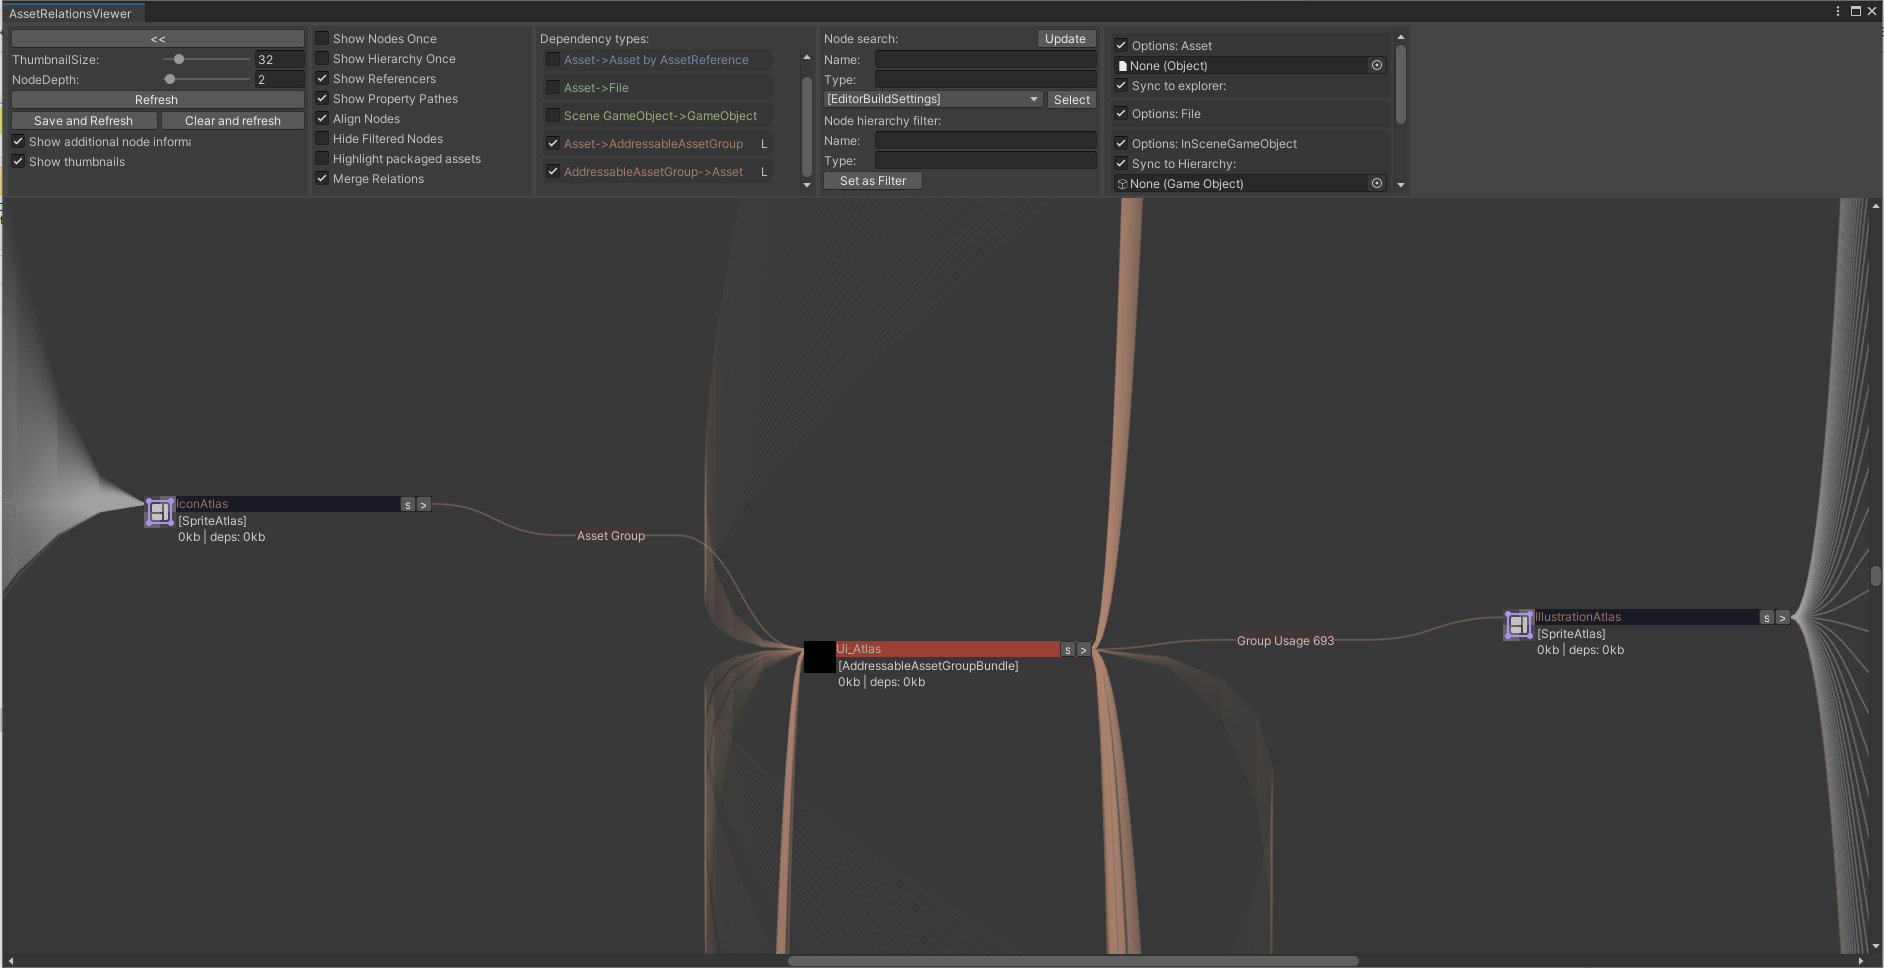 AssetRelationsViewer
<<
ThumbnailSize:
32
NodeDepth:
2
Refresh
Save and Refresh
Clear and refresh
Show additional node informa
Show thumbnails
Show Nodes Once
Show Hierarchy Once
Show Referencers
Show Property Pathes
Align Nodes
Hide Filtered Nodes
Highlight packaged assets
Merge Relations
Dependency types:
Asset->Asset by AssetReference
Asset->File
Scene GameObject->GameObject
Asset->AddressableAssetGroup L
AddressableAssetGroup->Asset L
Node search:
Update
Name:
Type:
[EditorBuildSettings]
Select
Node hierarchy filter:
Name:
Type:
Set as Filter
Options: Asset
None (Object)
Sync to explorer:
Options: File
Options: InSceneGameObject
Sync to Hierarchy:
None (Game Object)
IconAtlas
s >
[SpriteAtlas]
0kb | deps: 0kb
Asset Group
Ui_Atlas
s >
[AddressableAssetGroupBundle]
0kb | deps: 0kb
Group Usage 693
IllustrationAtlas
s >
[SpriteAtlas]
0kb | deps: 0kb